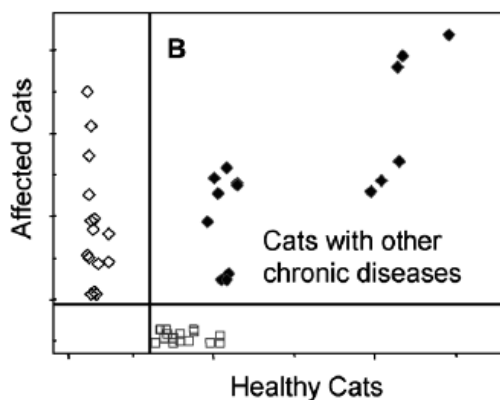 B
Affected Cats
Cats with other
chronic diseases
Healthy Cats